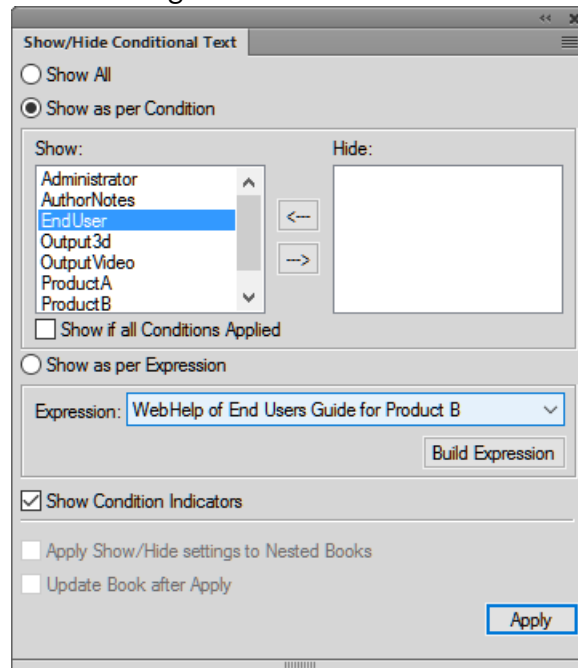 Show/Hide Conditional Text
Show All
Show as per Condition
Show: Hide:
Administrator
AuthorNotes
EndUser
Output3d
OutputVideo
ProductA
ProductB
<---
--->
Show if all Conditions Applied
Show as per Expression
Expression: WebHelp of End Users Guide for Product B
Build Expression
Show Condition Indicators
Apply Show/Hide settings to Nested Books
Update Book after Apply
Apply